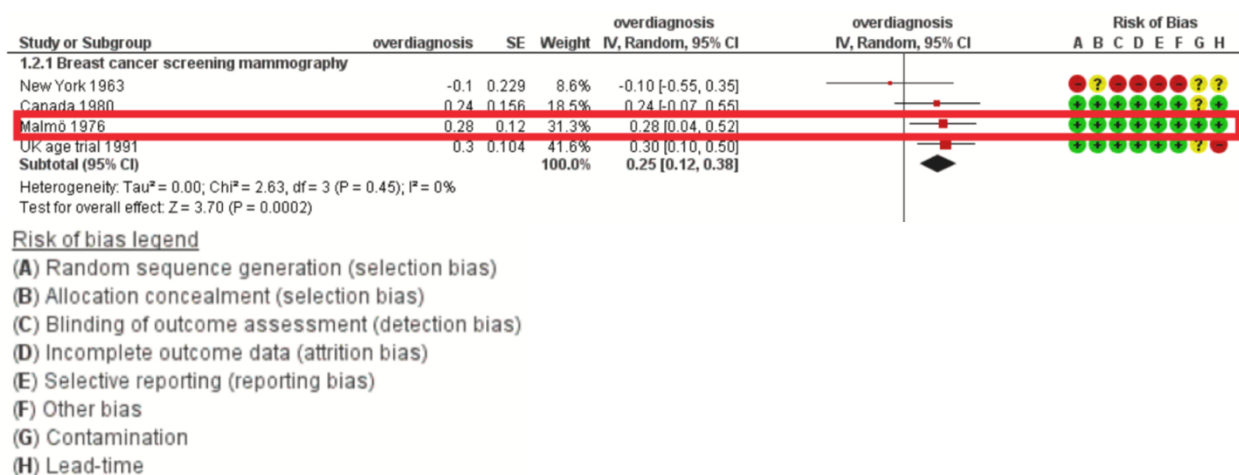 overdiagnosis overdiagnosis Risk of Bias
Study or Subgroup overdiagnosis SE Weight IV, Random, 95% CI IV, Random, 95% CI A B C D E F G H
1.2.1 Breast cancer screening mammography
New York 1963 -0.1 0.229 8.6% -0.10 [-0.55, 0.35] - ? - - - - ? ?
Canada 1980 0.24 0.156 18.5% 0.24 [-0.07, 0.55] + + + + + + ? +
Malmö 1976 0.28 0.12 31.3% 0.28 [0.04, 0.52] + + + + + + + +
UK age trial 1991 0.3 0.104 41.6% 0.30 [0.10, 0.50] + + + + + + ? -
Subtotal (95% CI) 100.0% 0.25 [0.12, 0.38]
Heterogeneity: Tau² = 0.00; Chi² = 2.63, df = 3 (P = 0.45); I² = 0%
Test for overall effect: Z = 3.70 (P = 0.0002)
Risk of bias legend
(A) Random sequence generation (selection bias)
(B) Allocation concealment (selection bias)
(C) Blinding of outcome assessment (detection bias)
(D) Incomplete outcome data (attrition bias)
(E) Selective reporting (reporting bias)
(F) Other bias
(G) Contamination
(H) Lead-time